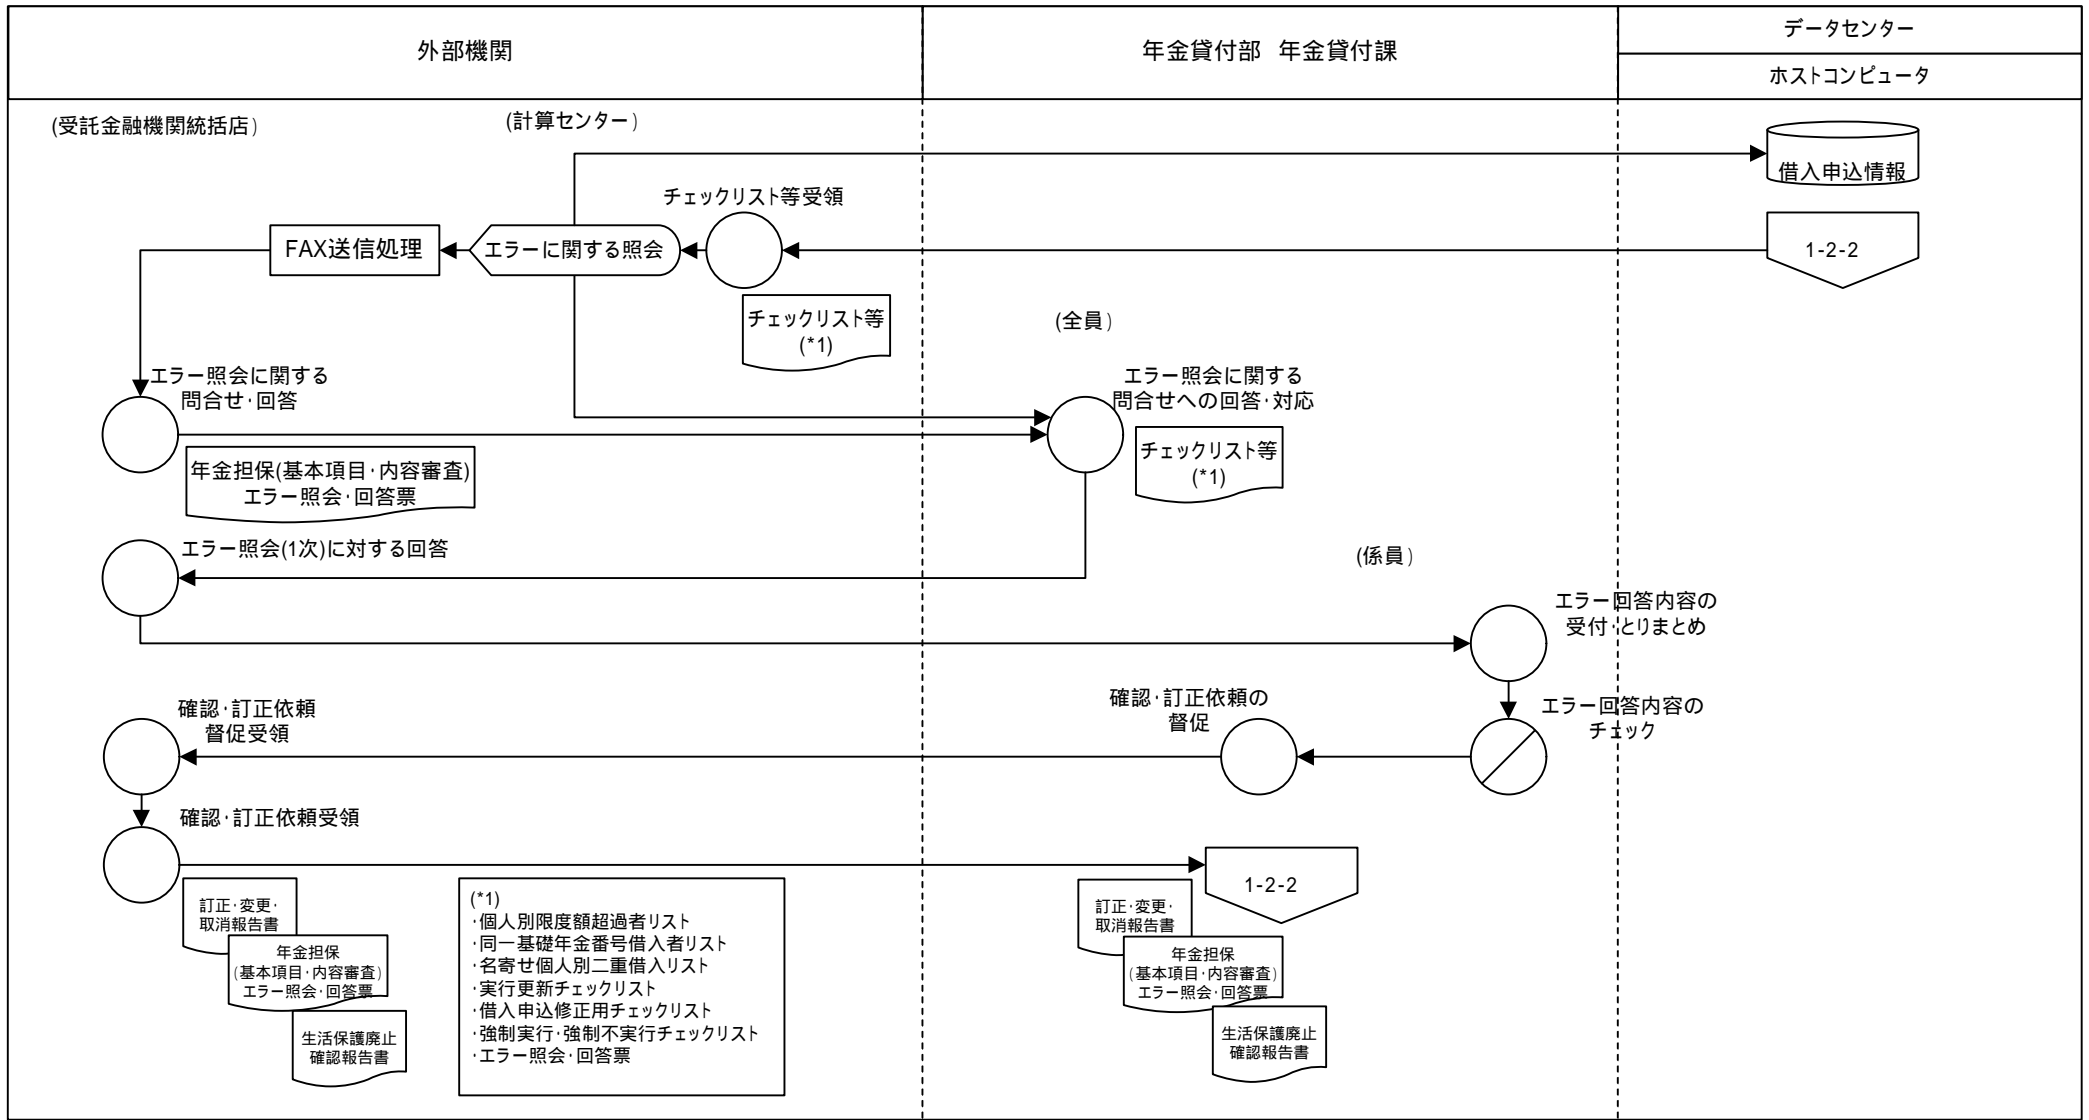 外部機関
年金貸付部 年金貸付課
データセンター
ホストコンピュータ
(受託金融機関統括店)
(計算センター)
借入申込情報
チェックリスト等受領
FAX送信処理
エラーに関する照会
1-2-2
チェックリスト等
(*1)
(全員)
エラー照会に関する
問合せ・回答
エラー照会に関する
問合せへの回答・対応
年金担保(基本項目・内容審査)
エラー照会・回答票
チェックリスト等
(*1)
エラー照会(1次)に対する回答
(係員)
エラー回答内容の
受付・とりまとめ
確認・訂正依頼
督促受領
確認・訂正依頼の
督促
エラー回答内容の
チェック
確認・訂正依頼受領
訂正・変更・
取消報告書
年金担保
(基本項目・内容審査)
エラー照会・回答票
生活保護廃止
確認報告書
(*1)
・個人別限度額超過者リスト
・同一基礎年金番号借入者リスト
・名寄せ個人別二重借入リスト
・実行更新チェックリスト
・借入申込修正用チェックリスト
・強制実行・強制不実行チェックリスト
・エラー照会・回答票
1-2-2
訂正・変更・
取消報告書
年金担保
(基本項目・内容審査)
エラー照会・回答票
生活保護廃止
確認報告書